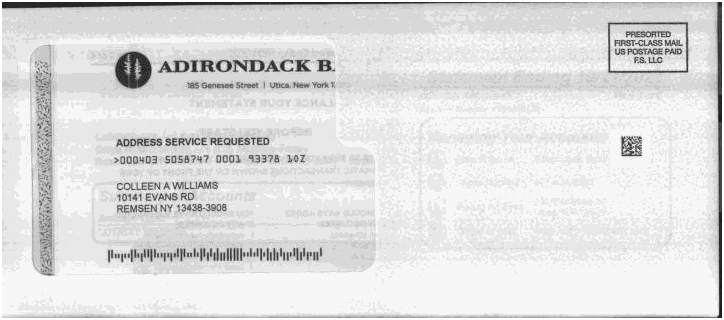 ADIRONDACK B
185 Genesee Street | Utica, New York 1
PRESORTED
FIRST-CLASS MAIL
US POSTAGE PAID
F.S. LLC
ADDRESS SERVICE REQUESTED
>000403 5058747 0001 93378 10Z
COLLEEN A WILLIAMS
10141 EVANS RD
REMSEN NY 13438-3908